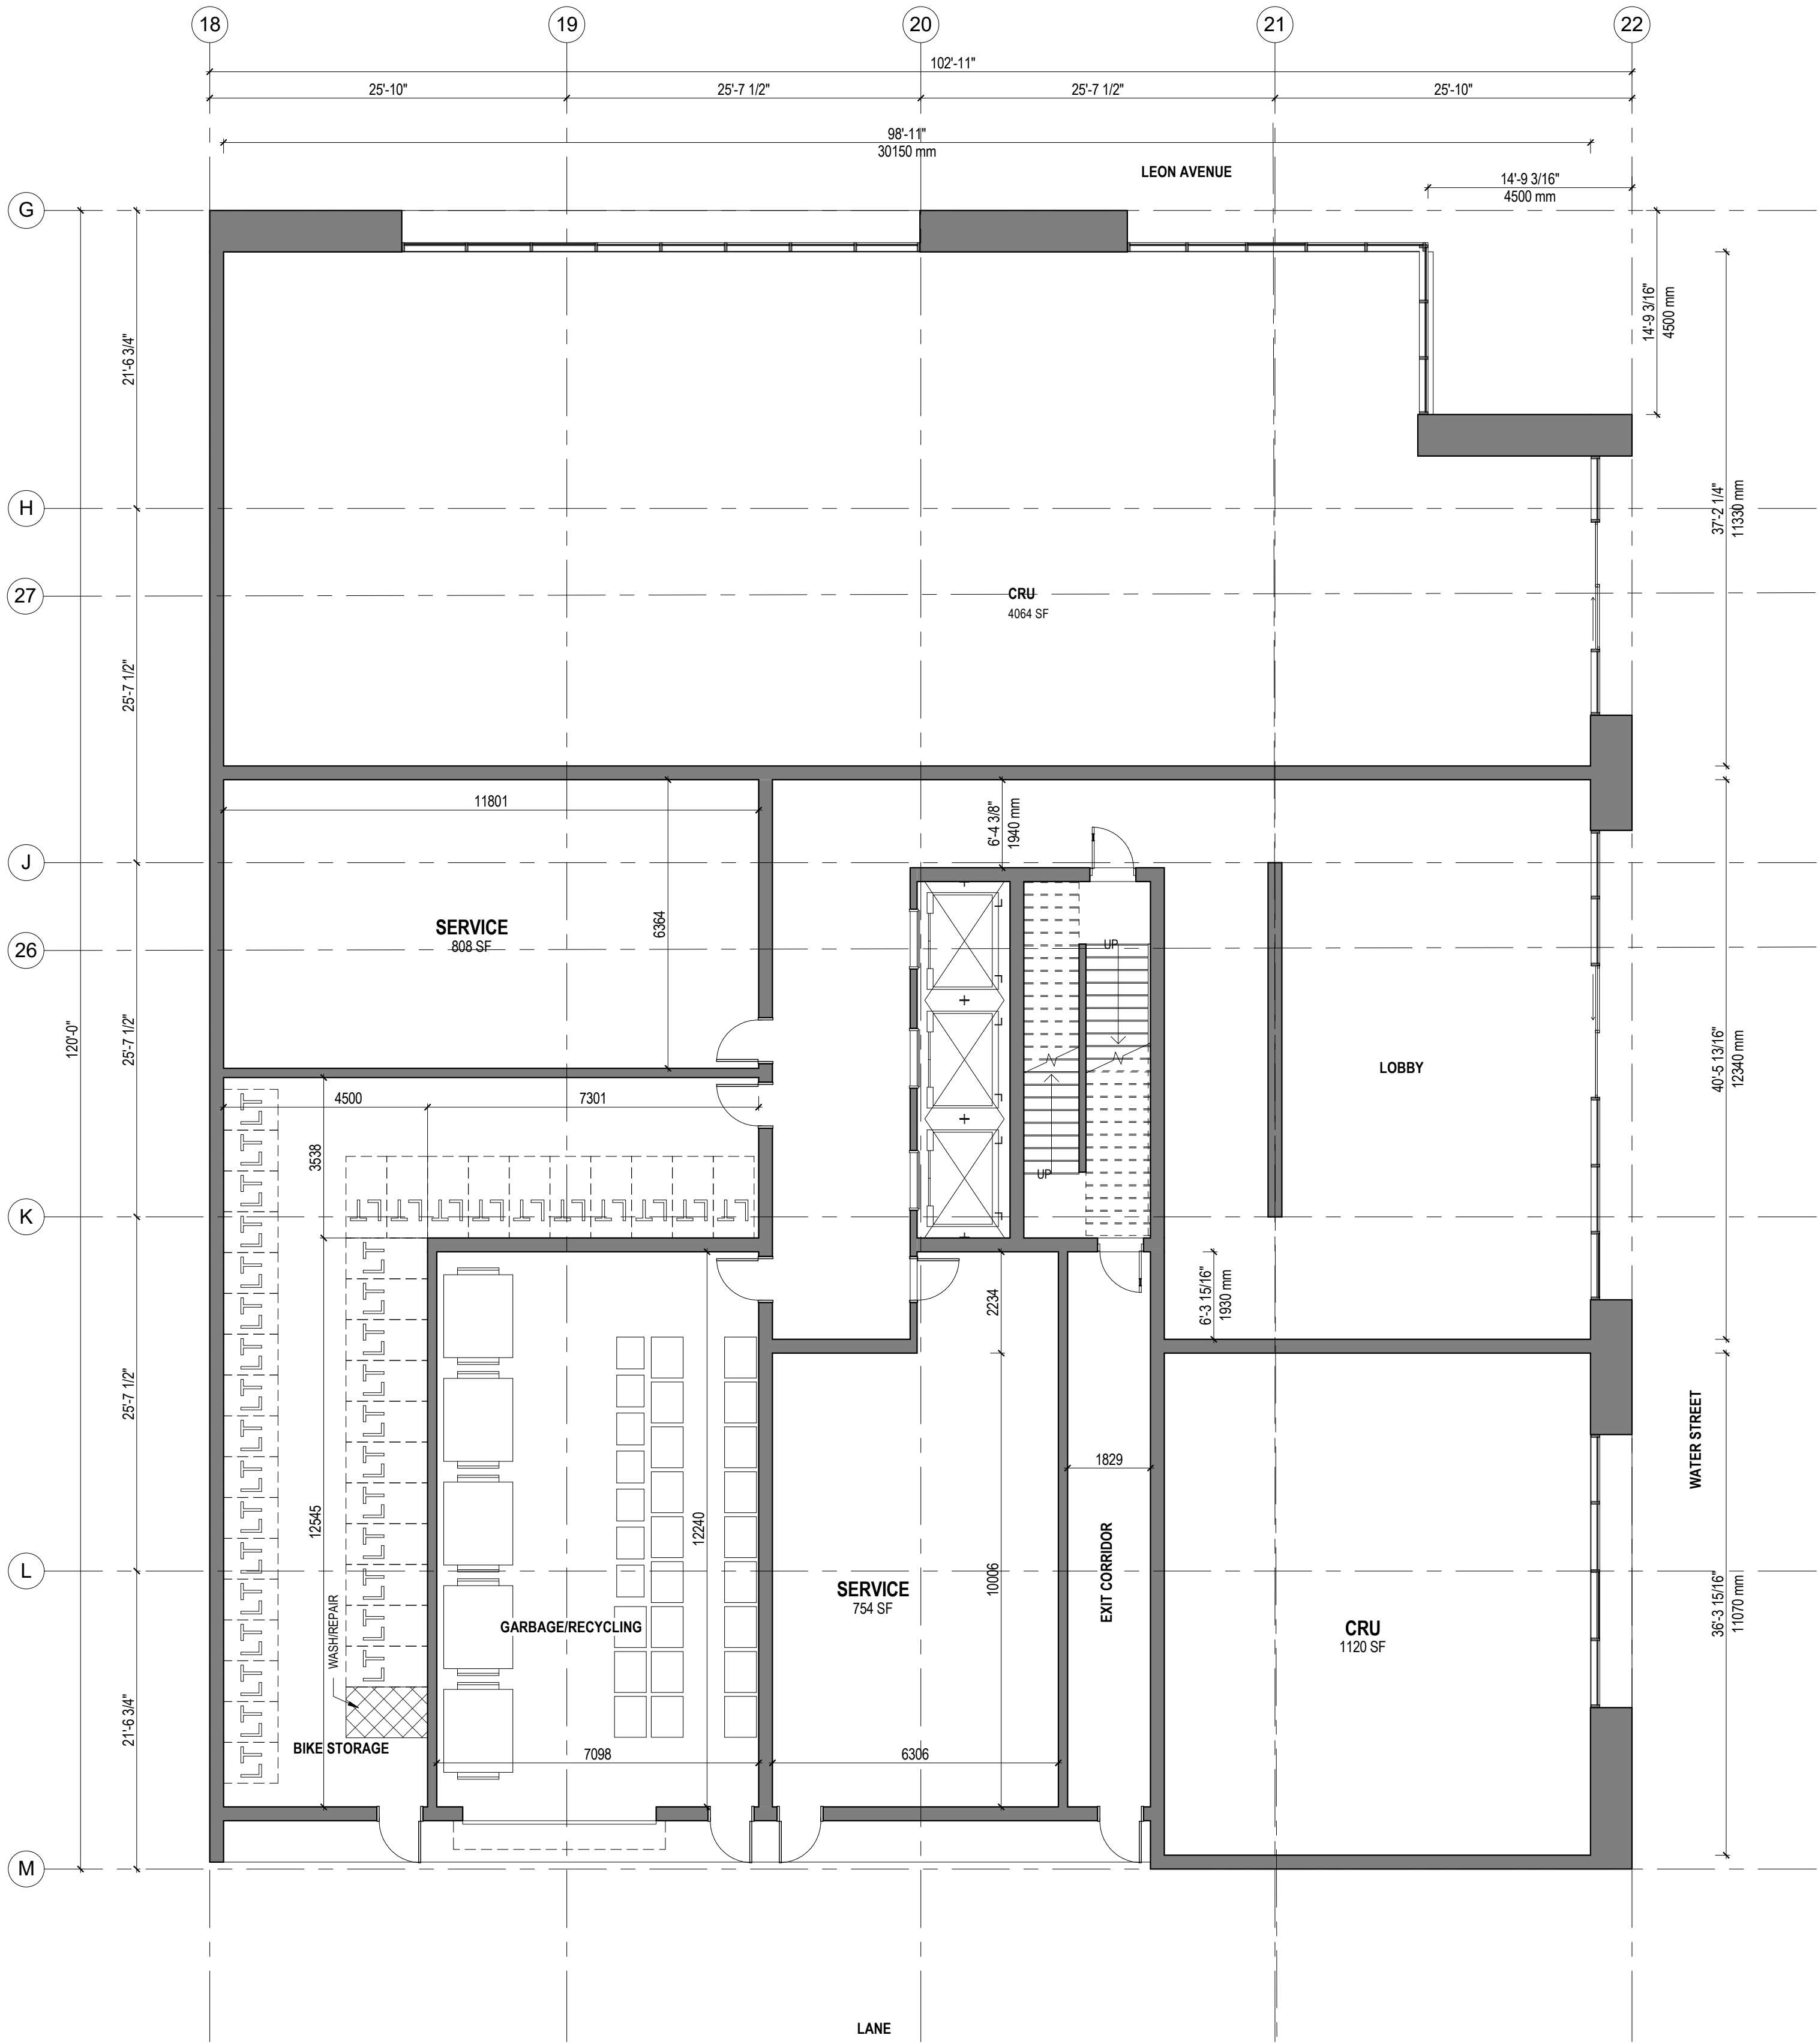 18
19
20
21
22
102'-11"
25'-10"
25'-7 1/2"
25'-7 1/2"
25'-10"
98'-11"
30150 mm
LEON AVENUE
14'-9 3/16"
4500 mm
G
14'-9 3/16"
4500 mm
21'-6 3/4"
H
37'-2 1/4"
11330 mm
27
CRU
4064 SF
25'-7 1/2"
11801
6'-4 3/8"
1940 mm
J
SERVICE
808 SF
6364
26
UP
120'-0"
25'-7 1/2"
40'-5 13/16"
12340 mm
LOBBY
4500
7301
3538
UP
K
2234
6'-3 15/16"
1930 mm
25'-7 1/2"
WATER STREET
1829
12545
12240
L
10006
EXIT CORRIDOR
SERVICE
754 SF
36'-3 15/16"
11070 mm
WASH/REPAIR
GARBAGE/RECYCLING
CRU
1120 SF
21'-6 3/4"
BIKE STORAGE
7098
6306
M
LANE